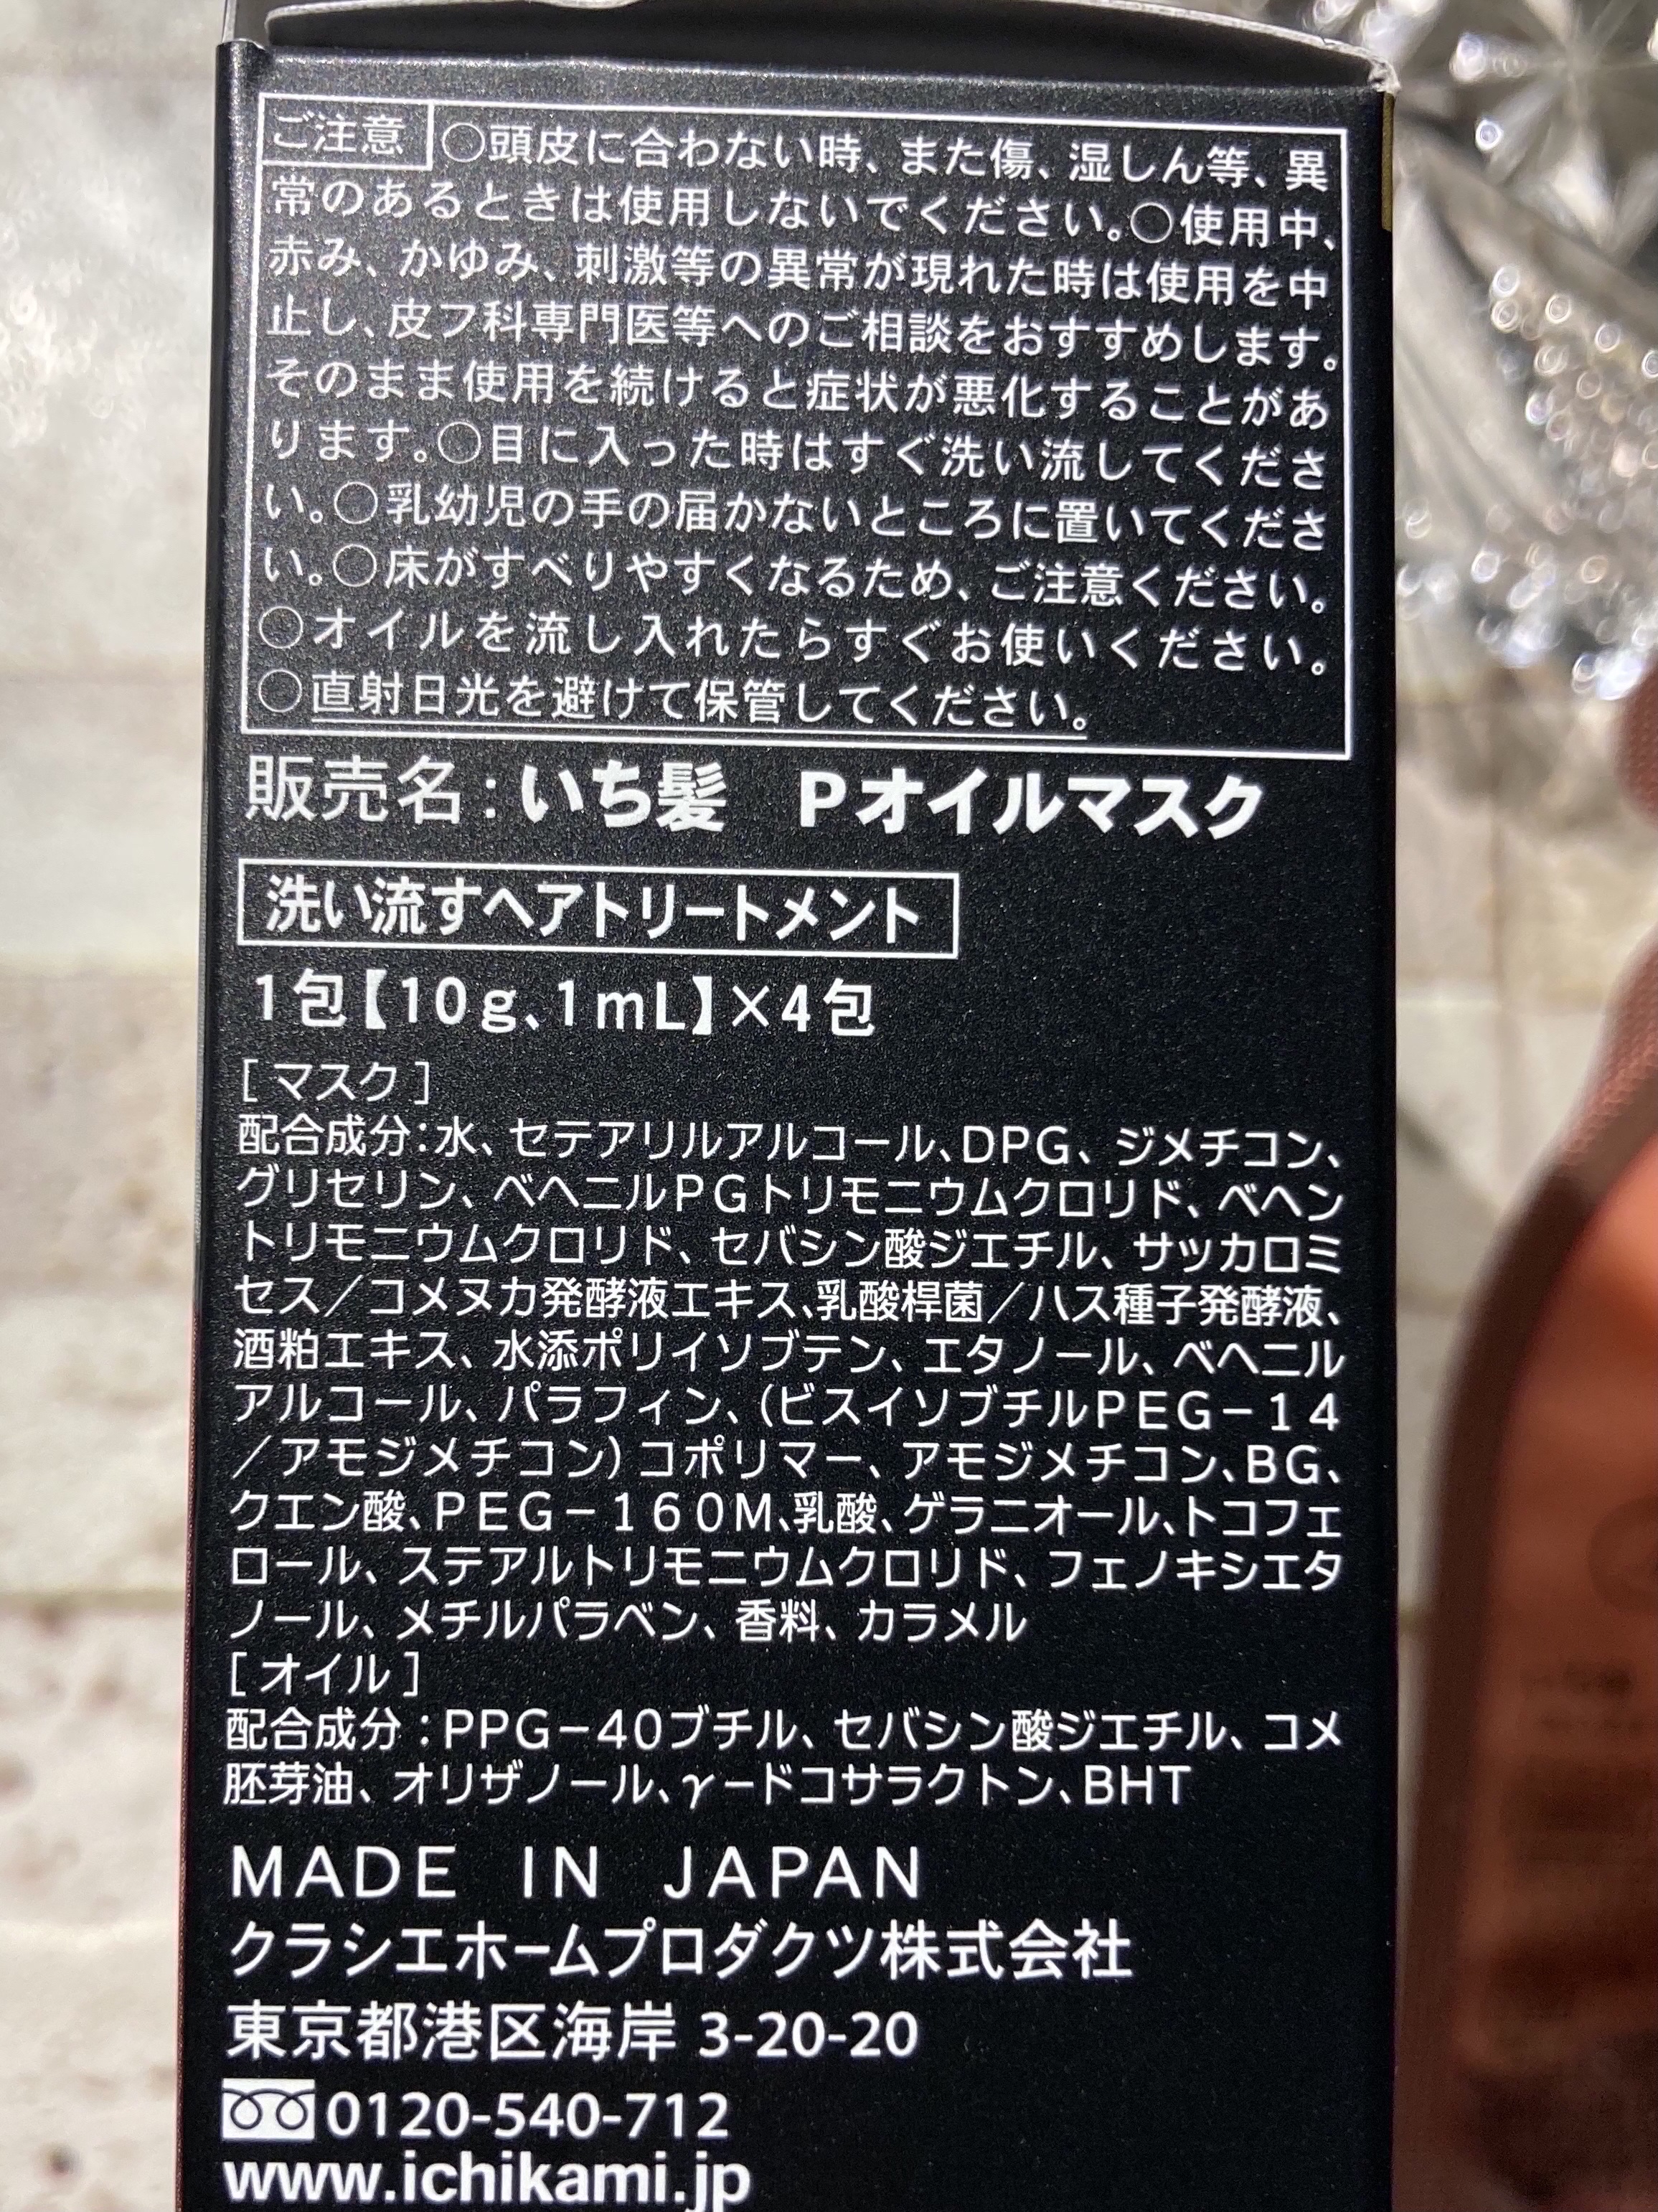 ご注意 ○頭皮に合わない時、また傷、湿しん等、異
常のあるときは使用しないでください。○使用中、
赤み、かゆみ、刺激等の異常が現れた時は使用を中
止し、皮フ科専門医等へのご相談をおすすめします。
そのまま使用を続けると症状が悪化することがあ
ります。○目に入った時はすぐ洗い流してくださ
い。○乳幼児の手の届かないところに置いてくださ
い。○床がすべりやすくなるため、ご注意ください。
○オイルを流し入れたらすぐお使いください。
○直射日光を避けて保管してください。
販売名：いち髪 Pオイルマスク
洗い流すヘアトリートメント
1包【10g、1mL】×4包
[マスク]
配合成分：水、セテアリルアルコール、DPG、ジメチコン、
グリセリン、ベヘニルPGトリモニウムクロリド、ベヘン
トリモニウムクロリド、セバシン酸ジエチル、サッカロミ
セス／コメヌカ発酵液エキス、乳酸桿菌／ハス種子発酵液、
酒粕エキス、水添ポリイソブテン、エタノール、ベヘニル
アルコール、パラフィン、（ビスイソブチルPEG－14
／アモジメチコン）コポリマー、アモジメチコン、BG、
クエン酸、PEG－160M、乳酸、ゲラニオール、トコフェ
ロール、ステアルトリモニウムクロリド、フェノキシエタ
ノール、メチルパラベン、香料、カラメル
[オイル]
配合成分：PPG－40ブチル、セバシン酸ジエチル、コメ
胚芽油、オリザノール、γ－ドコサラクトン、BHT
MADE IN JAPAN
クラシエホームプロダクツ株式会社
東京都港区海岸 3-20-20
0120-540-712
www.ichikami.jp